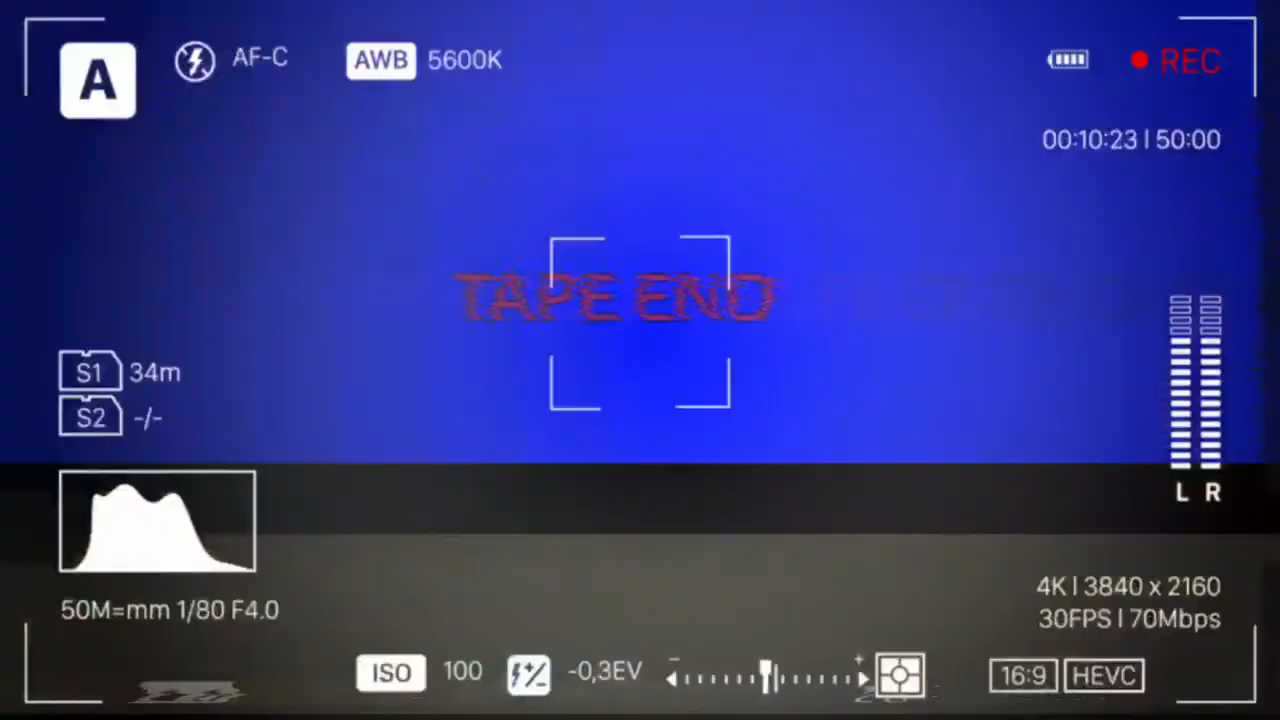 A AF-C AWB 5600K REC
00:10:23 | 50:00
TAPE END
S1 34m
S2 -/-
L R
50M=mm 1/80 F4.0
4K | 3840 x 2160
30FPS | 70Mbps
ISO 100 -0,3EV 16:9 HEVC